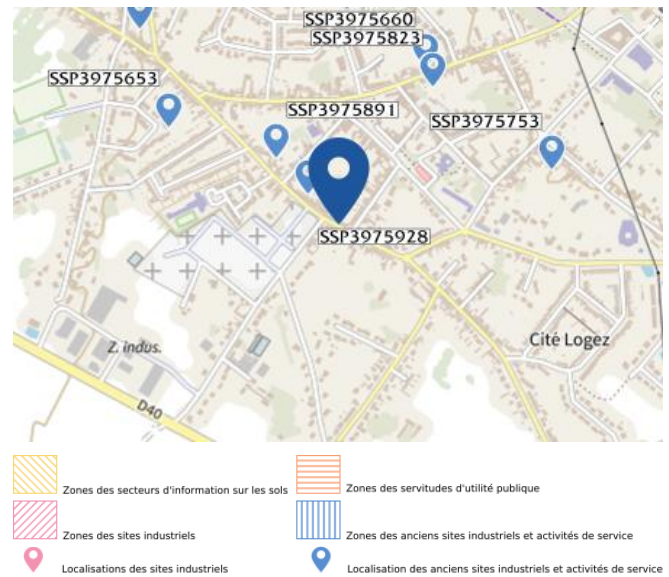 SSP3975660
SSP3975823
SSP3975653
SSP3975891
SSP3975753
SSP3975928
Cité Logez
Z. indus.
D40
Zones des secteurs d'information sur les sols
Zones des servitudes d'utilité publique
Zones des sites industriels
Zones des anciens sites industriels et activités de service
Localisations des sites industriels
Localisation des anciens sites industriels et activités de service